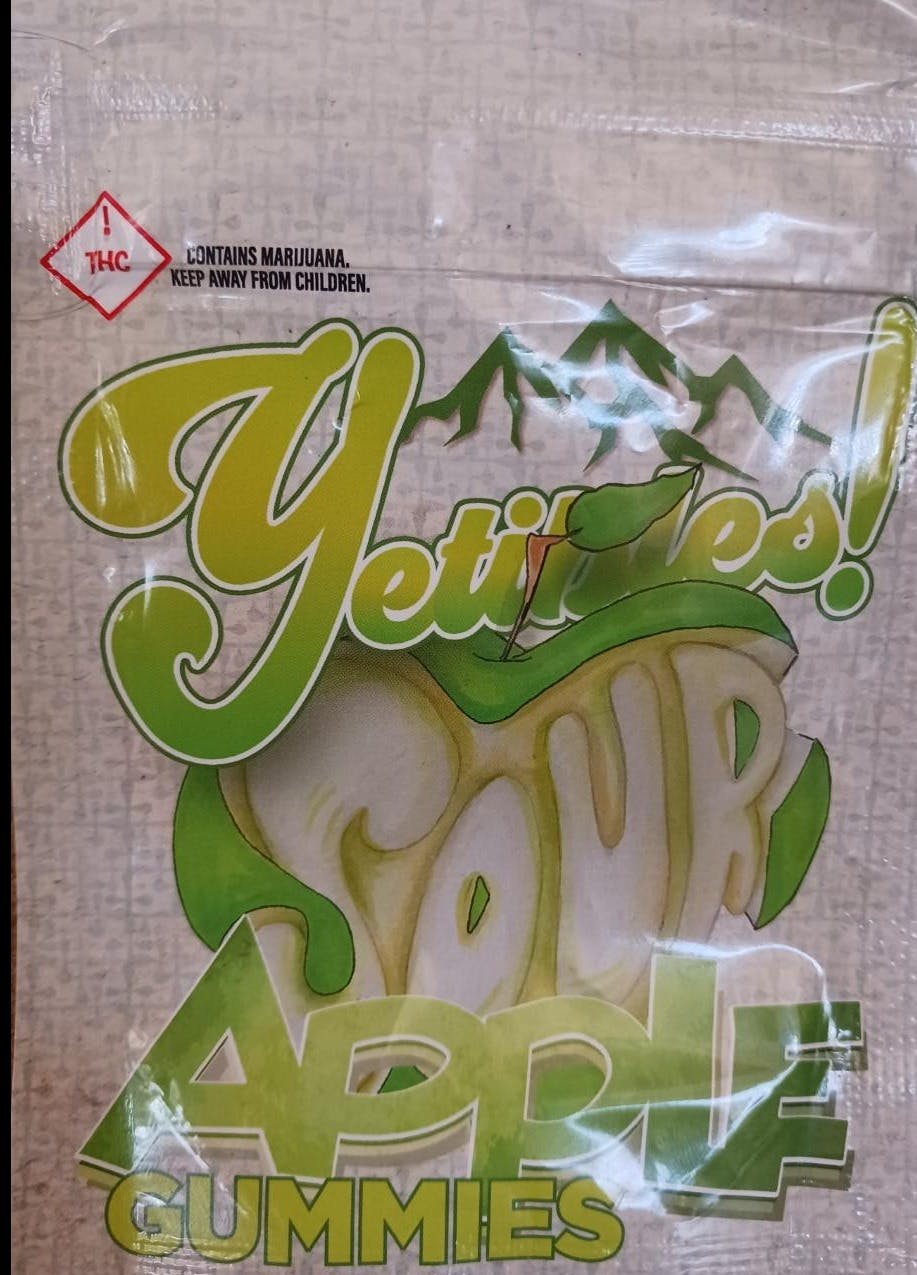 !
THC
CONTAINS MARIJUANA.
KEEP AWAY FROM CHILDREN.
SOUR
APPLE
GUMMIES